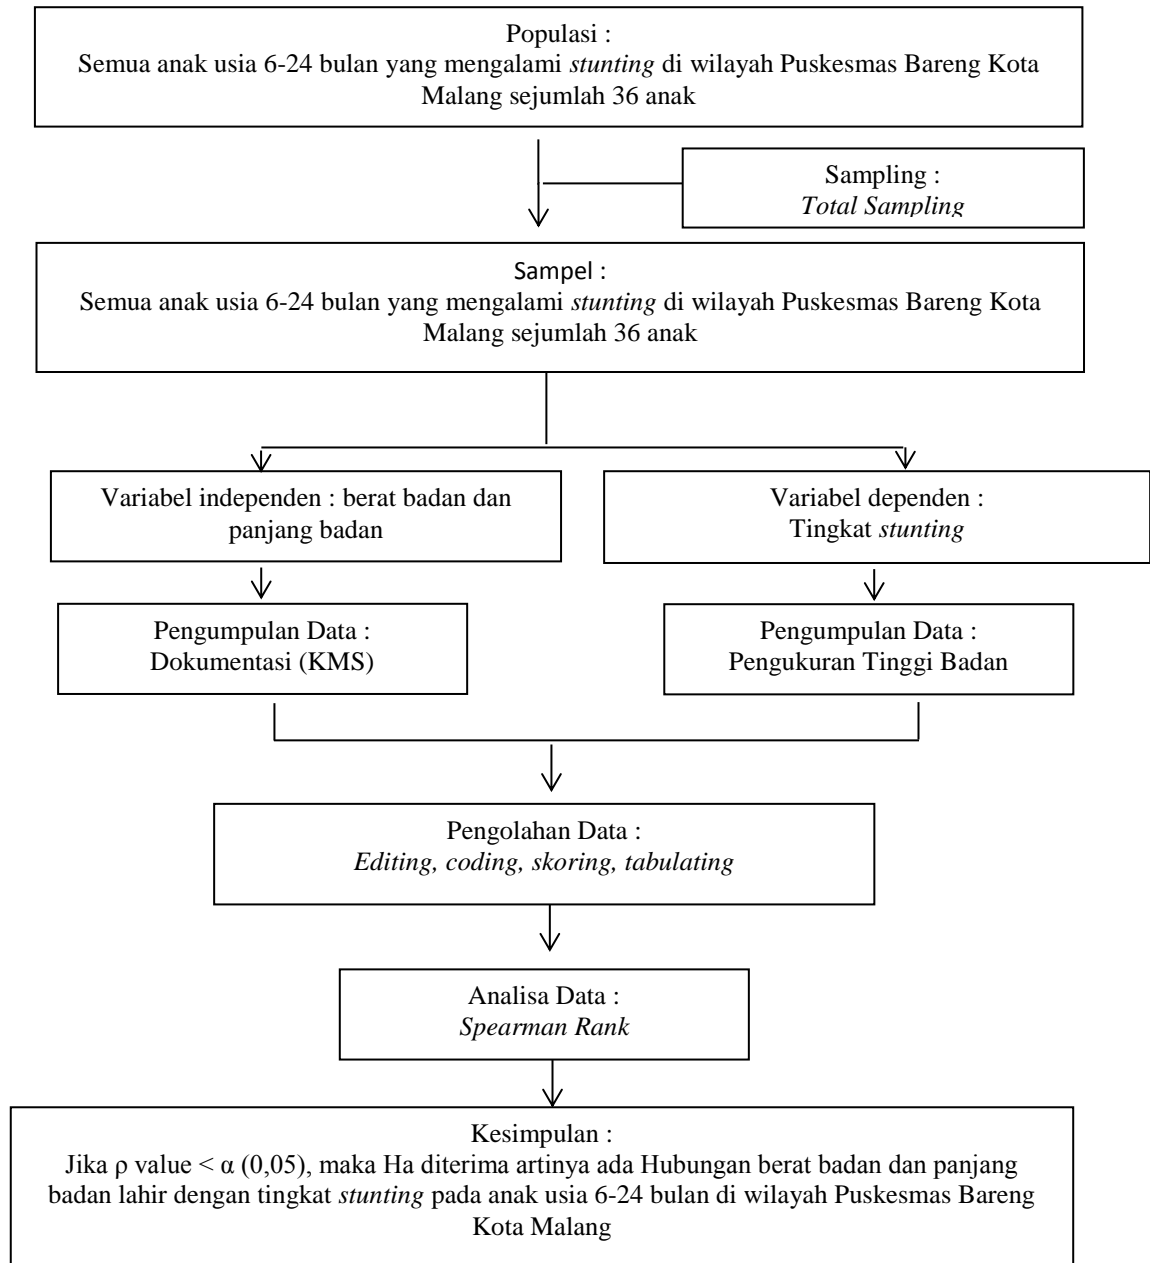 Populasi :
Semua anak usia 6-24 bulan yang mengalami stunting di wilayah Puskesmas Bareng Kota
Malang sejumlah 36 anak
Sampling :
Total Sampling
Sampel :
Semua anak usia 6-24 bulan yang mengalami stunting di wilayah Puskesmas Bareng Kota
Malang sejumlah 36 anak
Variabel independen : berat badan dan
panjang badan
Variabel dependen :
Tingkat stunting
Pengumpulan Data :
Dokumentasi (KMS)
Pengumpulan Data :
Pengukuran Tinggi Badan
Pengolahan Data :
Editing, coding, skoring, tabulating
Analisa Data :
Spearman Rank
Kesimpulan :
Jika ρ value < α (0,05), maka Ha diterima artinya ada Hubungan berat badan dan panjang
badan lahir dengan tingkat stunting pada anak usia 6-24 bulan di wilayah Puskesmas Bareng
Kota Malang